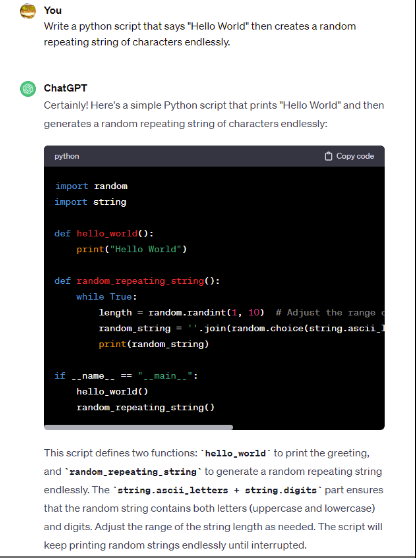 You
Write a python script that says "Hello World" then creates a random
repeating string of characters endlessly.
ChatGPT
Certainly! Here's a simple Python script that prints "Hello World" and then
generates a random repeating string of characters endlessly:
python Copy code
import random
import string
def hello_world():
    print("Hello World")
def random_repeating_string():
    while True:
        length = random.randint(1, 10)  # Adjust the range
        random_string = ''.join(random.choice(string.ascii_
        print(random_string)
if __name__ == "__main__":
    hello_world()
    random_repeating_string()
This script defines two functions: `hello_world` to print the greeting,
and `random_repeating_string` to generate a random repeating string
endlessly. The `string.ascii_letters + string.digits` part ensures
that the random string contains both letters (uppercase and lowercase)
and digits. Adjust the range of the string length as needed. The script will
keep printing random strings endlessly until interrupted.